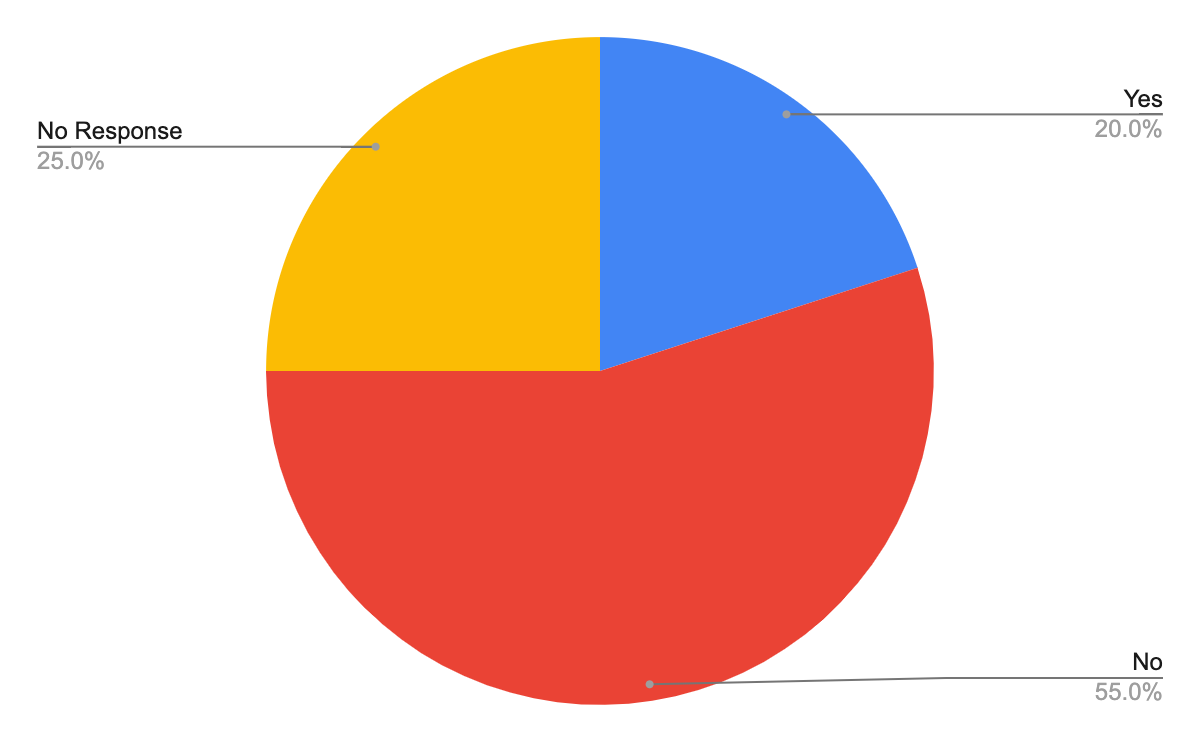 Yes
20.0%
No Response
25.0%
No
55.0%